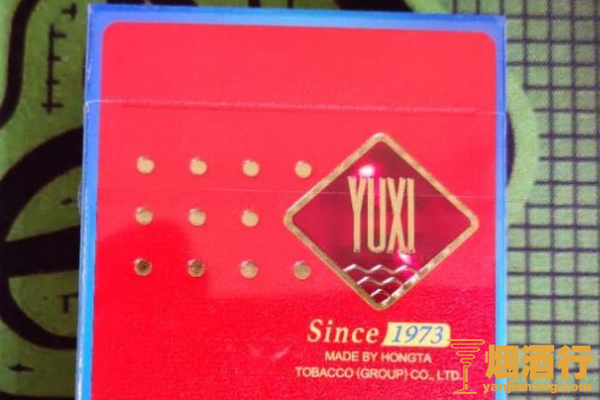 YUXI
Since 1973
MADE BY HONGTA
TOBACCO (GROUP) CO., LTD.
烟酒行
yanjiuhang.com